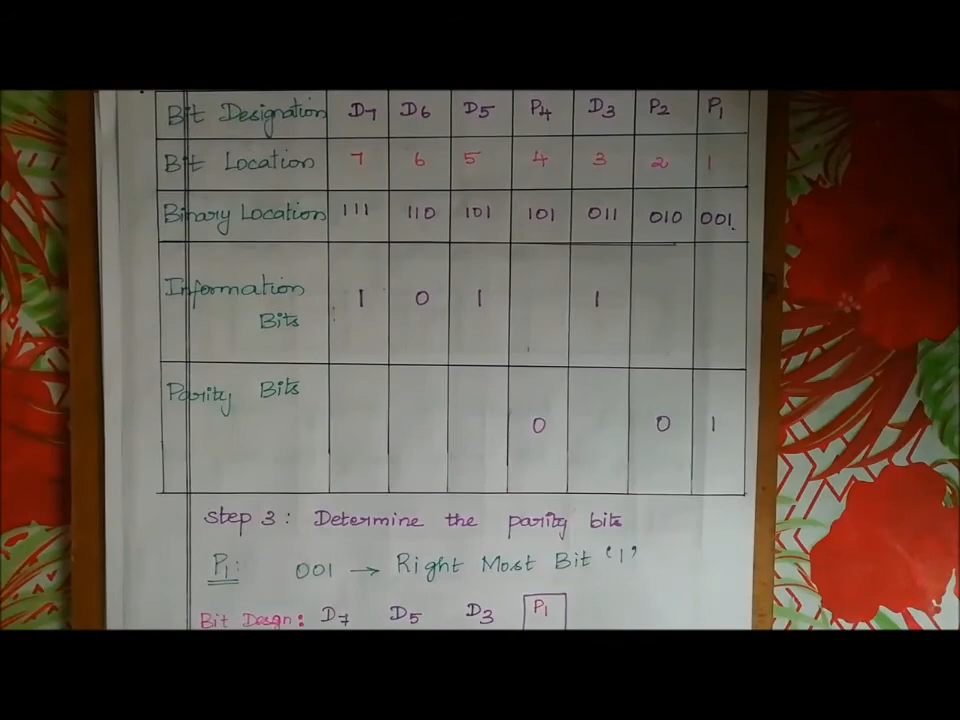 Bit Designation D7 D6 D5 P4 D3 P2 P1
Bit Location 7 6 5 4 3 2 1
Binary Location 111 110 101 101 011 010 001
Information 1 0 1 1
Bits
Parity Bits
0 0 1
Step 3: Determine the parity bits
P1: 001 → Right Most Bit '1'
Bit Desgn: D7 D5 D3 P1